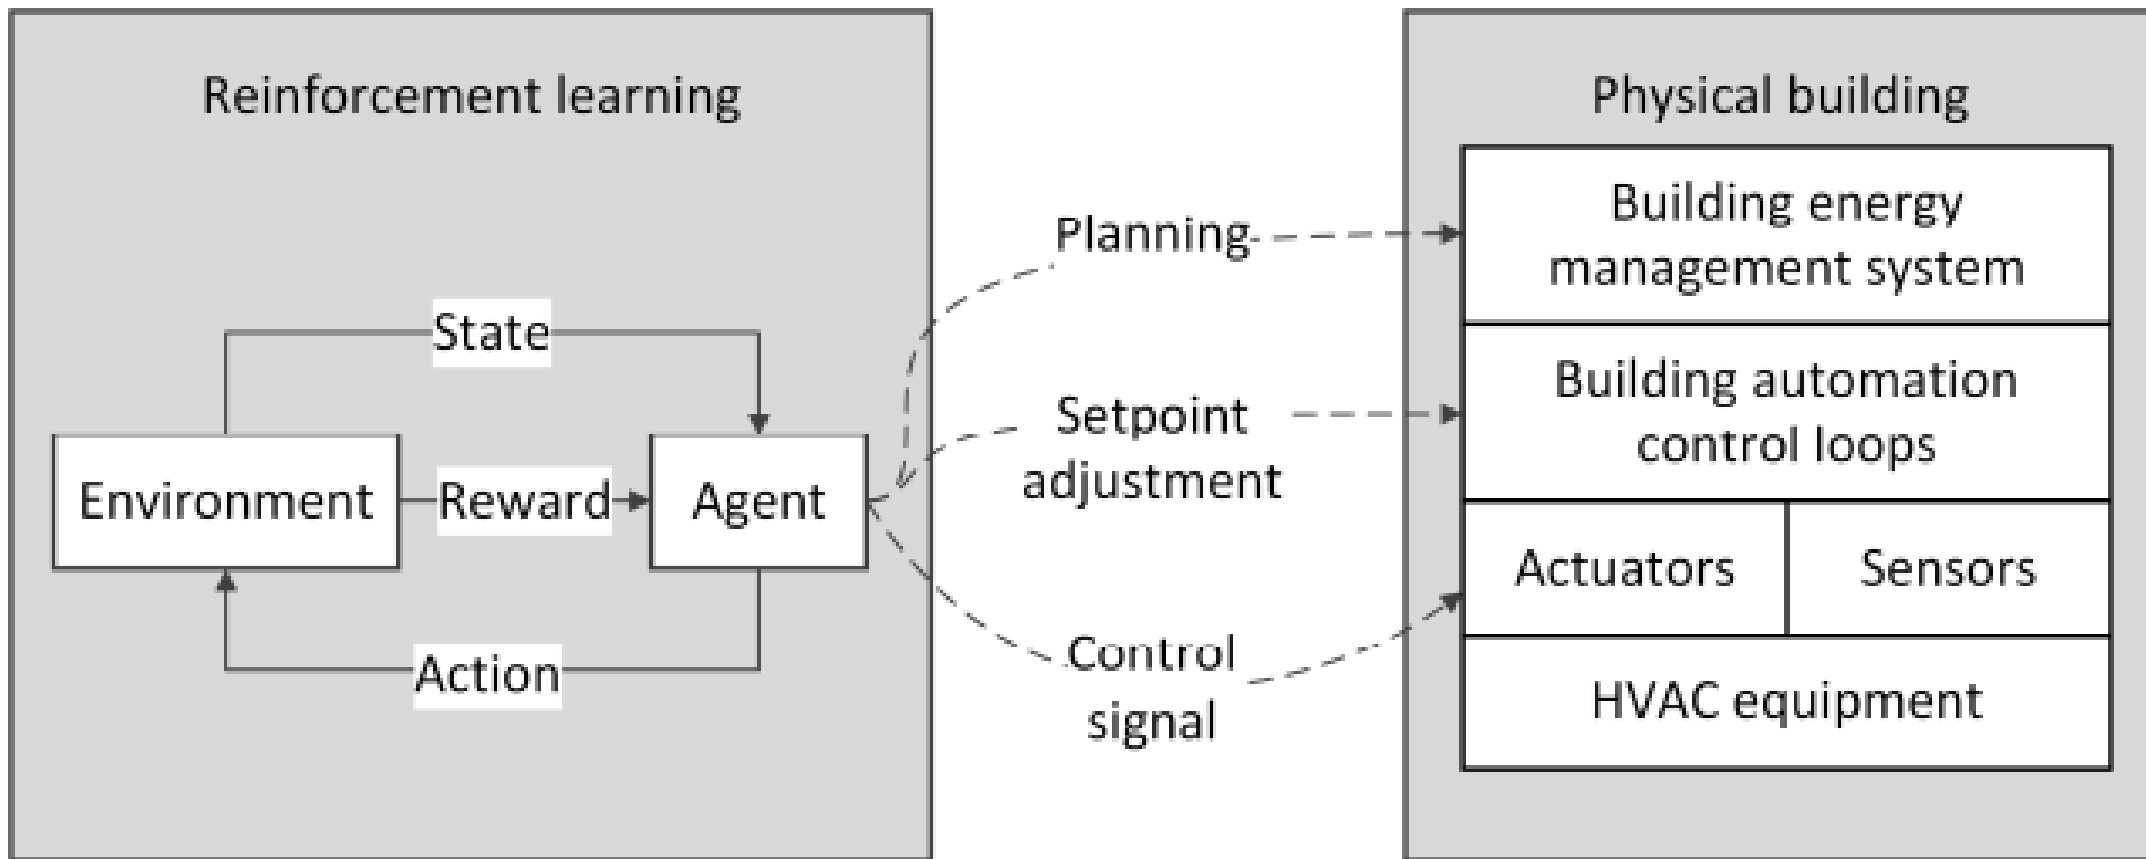 Reinforcement learning
State
Environment
Reward
Agent
Action
Planning
Setpoint
adjustment
Control
signal
Physical building
Building energy
management system
Building automation
control loops
Actuators
Sensors
HVAC equipment